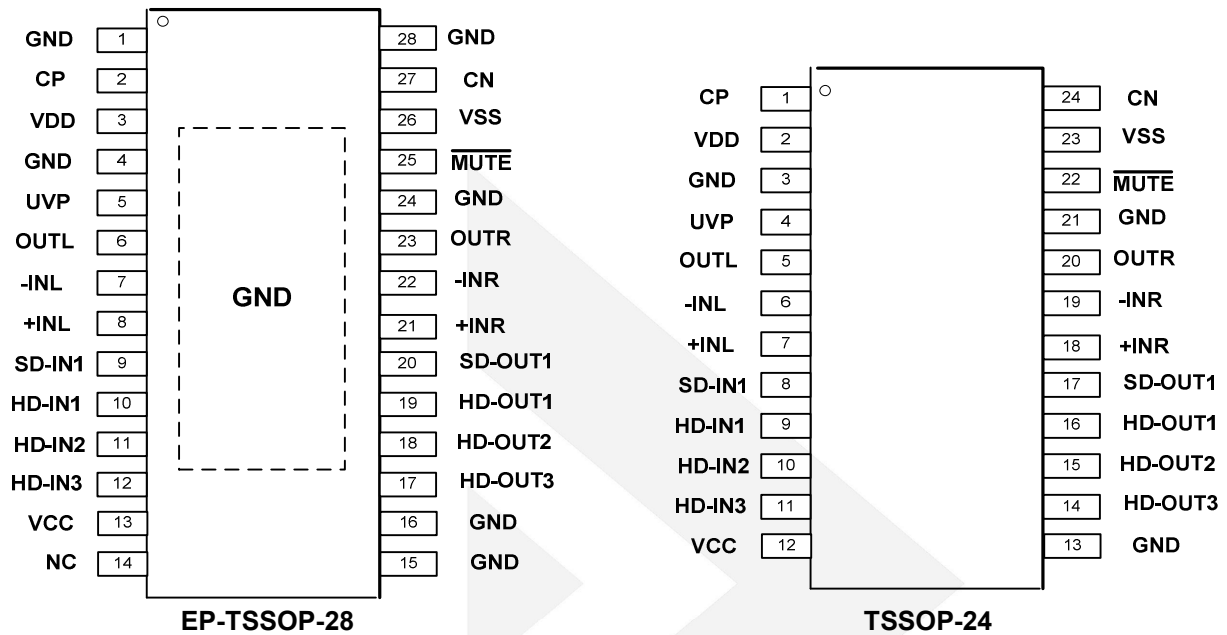 GND 1 28 GND
CP 2 27 CN
VDD 3 26 VSS
GND 4 25 MUTE
UVP 5 24 GND
OUTL 6 23 OUTR
-INL 7 22 -INR
GND
+INL 8 21 +INR
SD-IN1 9 20 SD-OUT1
HD-IN1 10 19 HD-OUT1
HD-IN2 11 18 HD-OUT2
HD-IN3 12 17 HD-OUT3
VCC 13 16 GND
NC 14 15 GND
EP-TSSOP-28
CP 1 24 CN
VDD 2 23 VSS
GND 3 22 MUTE
UVP 4 21 GND
OUTL 5 20 OUTR
-INL 6 19 -INR
+INL 7 18 +INR
SD-IN1 8 17 SD-OUT1
HD-IN1 9 16 HD-OUT1
HD-IN2 10 15 HD-OUT2
HD-IN3 11 14 HD-OUT3
VCC 12 13 GND
TSSOP-24